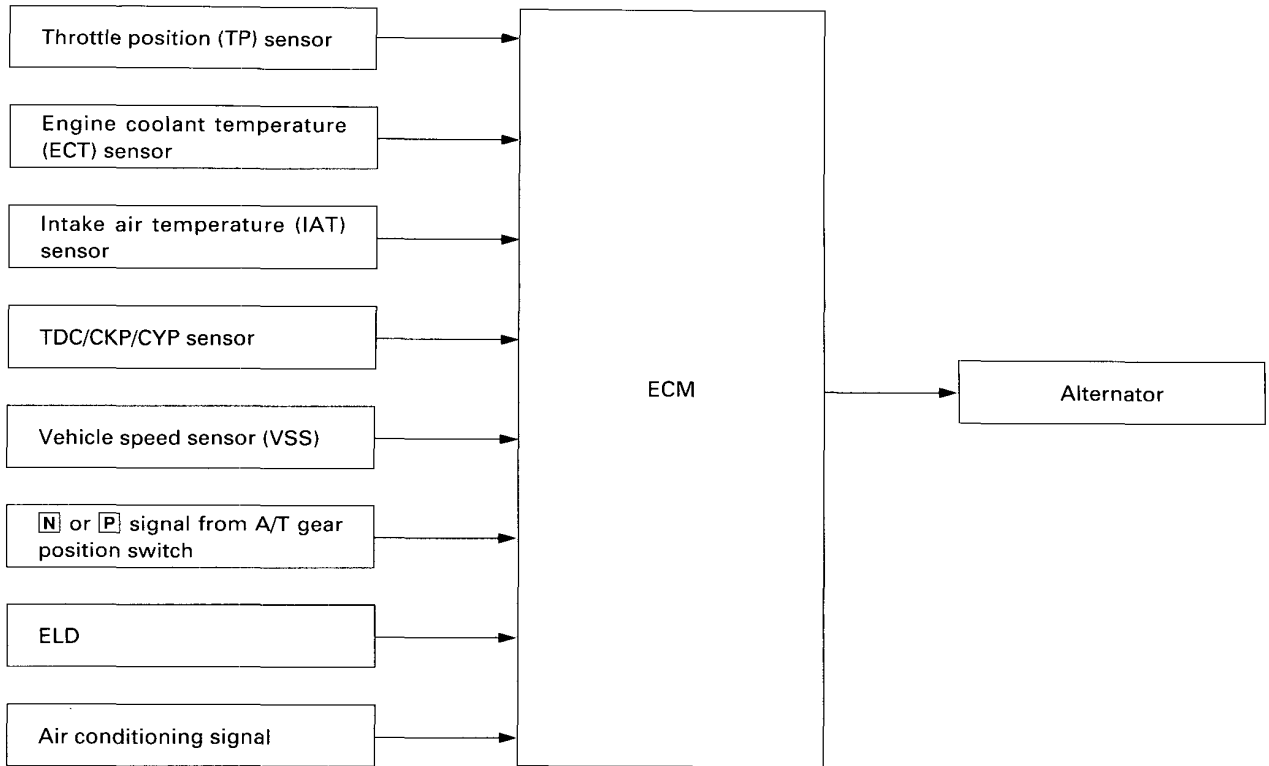 Throttle position (TP) sensor
Engine coolant temperature
(ECT) sensor
Intake air temperature (IAT)
sensor
TDC/CKP/CYP sensor
Vehicle speed sensor (VSS)
N or P signal from A/T gear
position switch
ELD
Air conditioning signal
ECM
Alternator